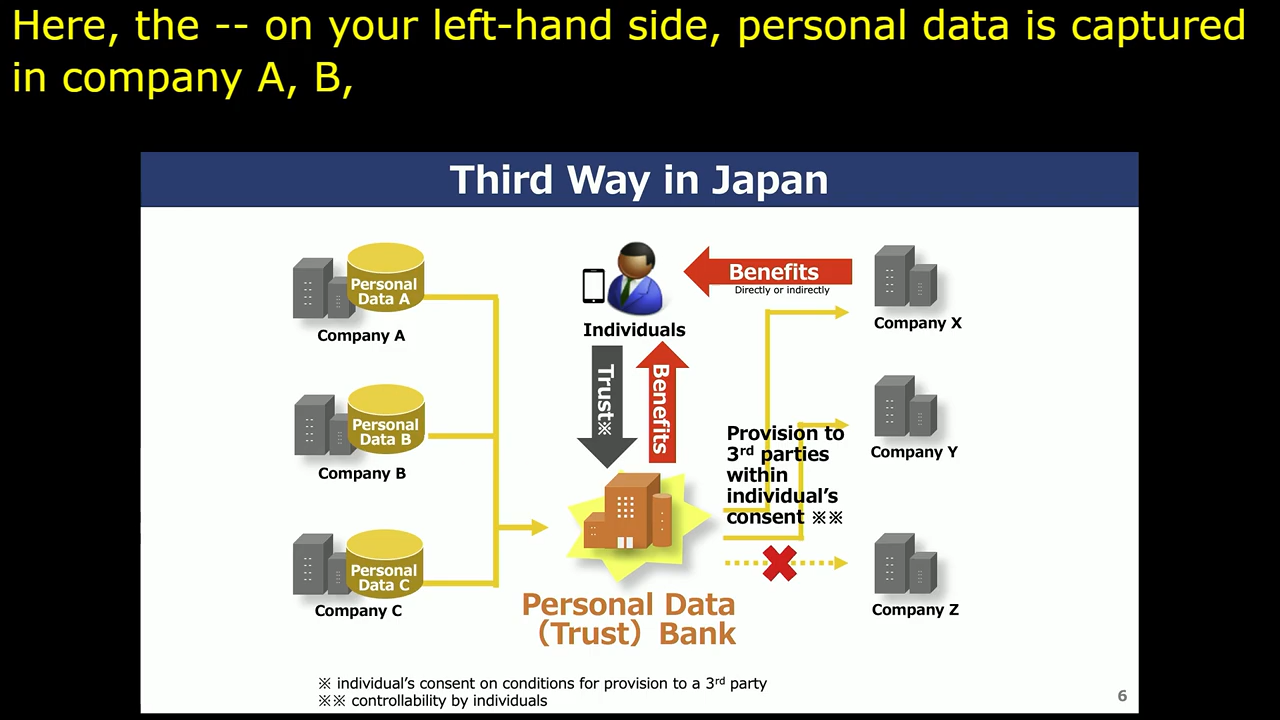 Here, the -- on your left-hand side, personal data is captured
in company A, B,
Third Way in Japan
Personal
Data A
Company A
Personal
Data B
Company B
Personal
Data C
Company C
Individuals
Trust※
Benefits
Personal Data
（Trust）Bank
Benefits
Directly or indirectly
Provision to
3rd parties
within
individual’s
consent ※※
Company X
Company Y
Company Z
※ individual’s consent on conditions for provision to a 3rd party
※※ controllability by individuals
6